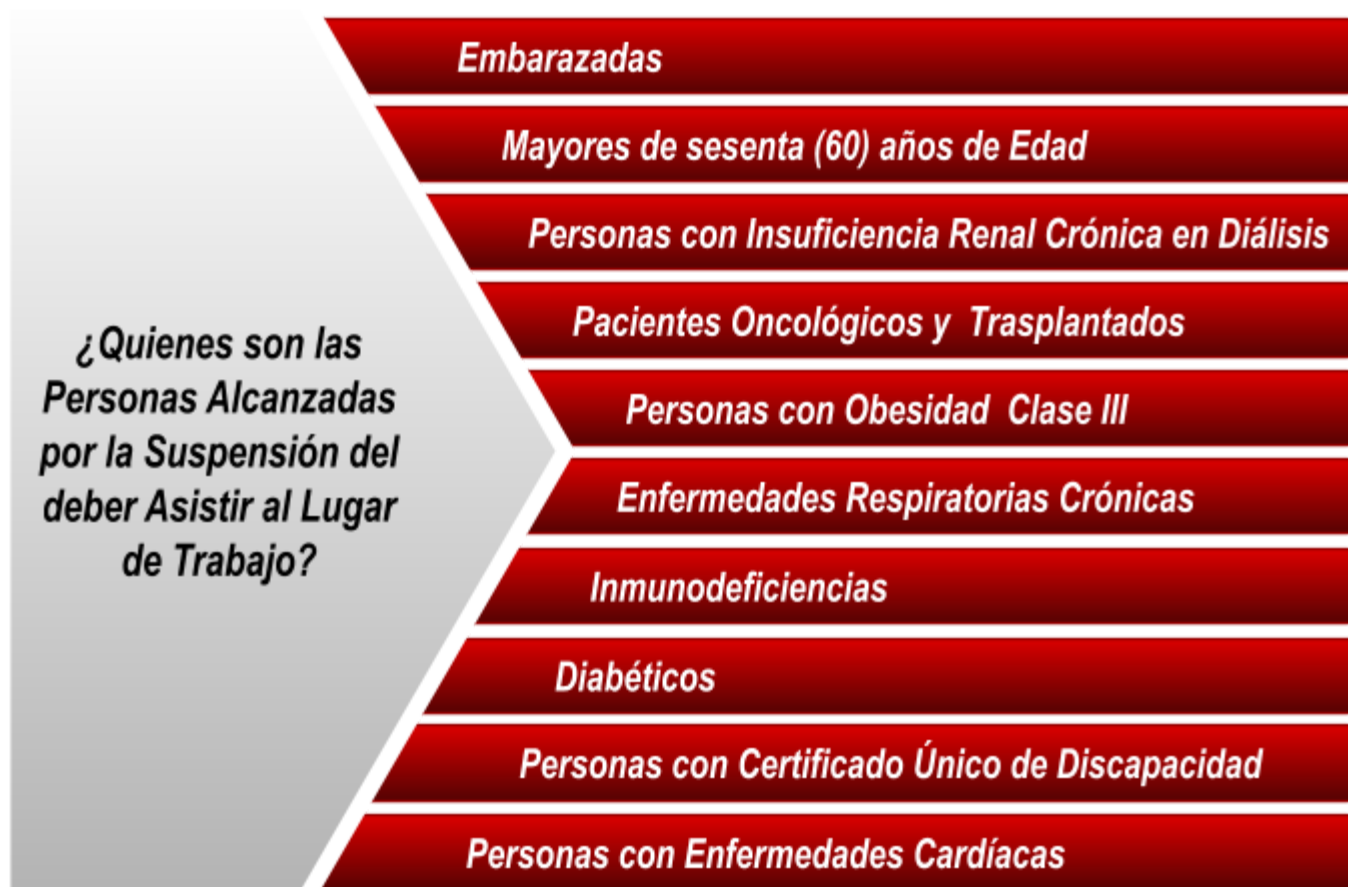 ¿Quienes son las
Personas Alcanzadas
por la Suspensión del
deber Asistir al Lugar
de Trabajo?
Embarazadas
Mayores de sesenta (60) años de Edad
Personas con Insuficiencia Renal Crónica en Diálisis
Pacientes Oncológicos y Trasplantados
Personas con Obesidad Clase III
Enfermedades Respiratorias Crónicas
Inmunodeficiencias
Diabéticos
Personas con Certificado Único de Discapacidad
Personas con Enfermedades Cardíacas